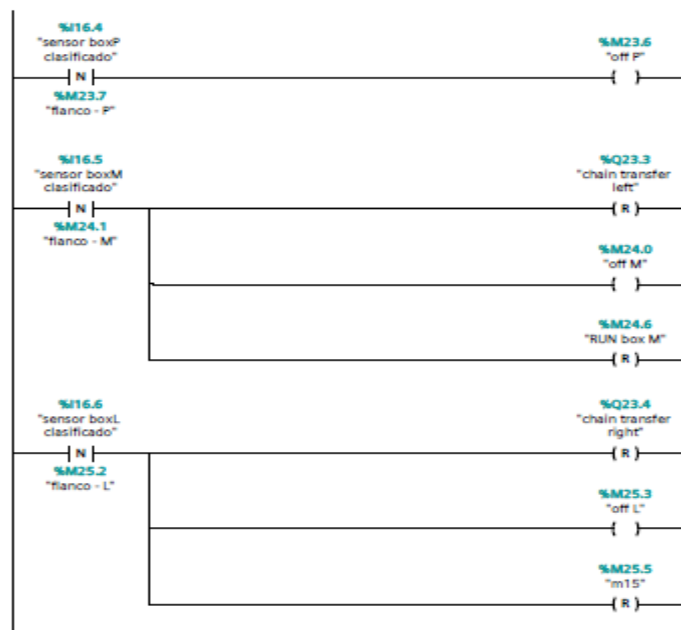 %I16.4
"sensor boxP
clasificado"
%M23.6
"off P"
N
%M23.7
"flanco - P"
%I16.5
"sensor boxM
clasificado"
%Q23.3
"chain transfer
left"
N
R
%M24.1
"flanco - M"
%M24.0
"off M"
%M24.6
"RUN box M"
R
%I16.6
"sensor boxL
clasificado"
%Q23.4
"chain transfer
right"
N
R
%M25.2
"flanco - L"
%M25.3
"off L"
%M25.5
"m15"
R